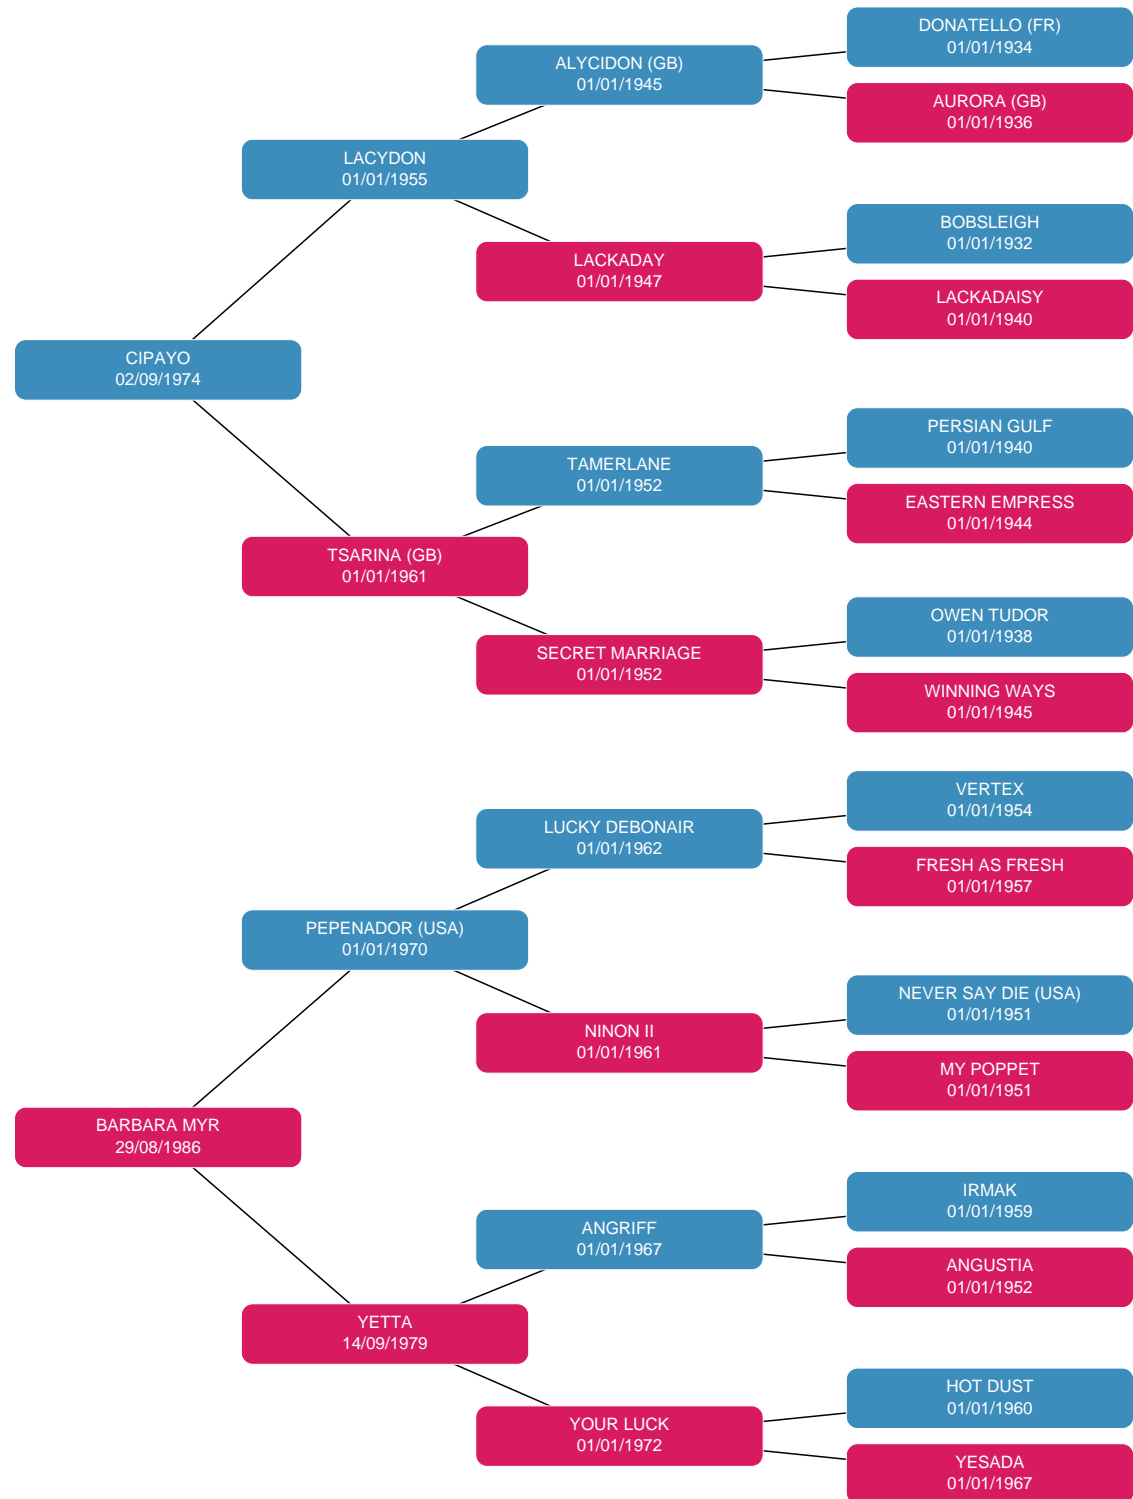 DONATELLO (FR)
01/01/1934
ALYCIDON (GB)
01/01/1945
AURORA (GB)
01/01/1936
LACYDON
01/01/1955
BOBSLEIGH
01/01/1932
LACKADAY
01/01/1947
LACKADAISY
01/01/1940
CIPAYO
02/09/1974
PERSIAN GULF
01/01/1940
TAMERLANE
01/01/1952
EASTERN EMPRESS
01/01/1944
TSARINA (GB)
01/01/1961
OWEN TUDOR
01/01/1938
SECRET MARRIAGE
01/01/1952
WINNING WAYS
01/01/1945
VERTEX
01/01/1954
LUCKY DEBONAIR
01/01/1962
FRESH AS FRESH
01/01/1957
PEPENADOR (USA)
01/01/1970
NEVER SAY DIE (USA)
01/01/1951
NINON II
01/01/1961
MY POPPET
01/01/1951
BARBARA MYR
29/08/1986
IRMAK
01/01/1959
ANGRIFF
01/01/1967
ANGUSTIA
01/01/1952
YETTA
14/09/1979
HOT DUST
01/01/1960
YOUR LUCK
01/01/1972
YESADA
01/01/1967